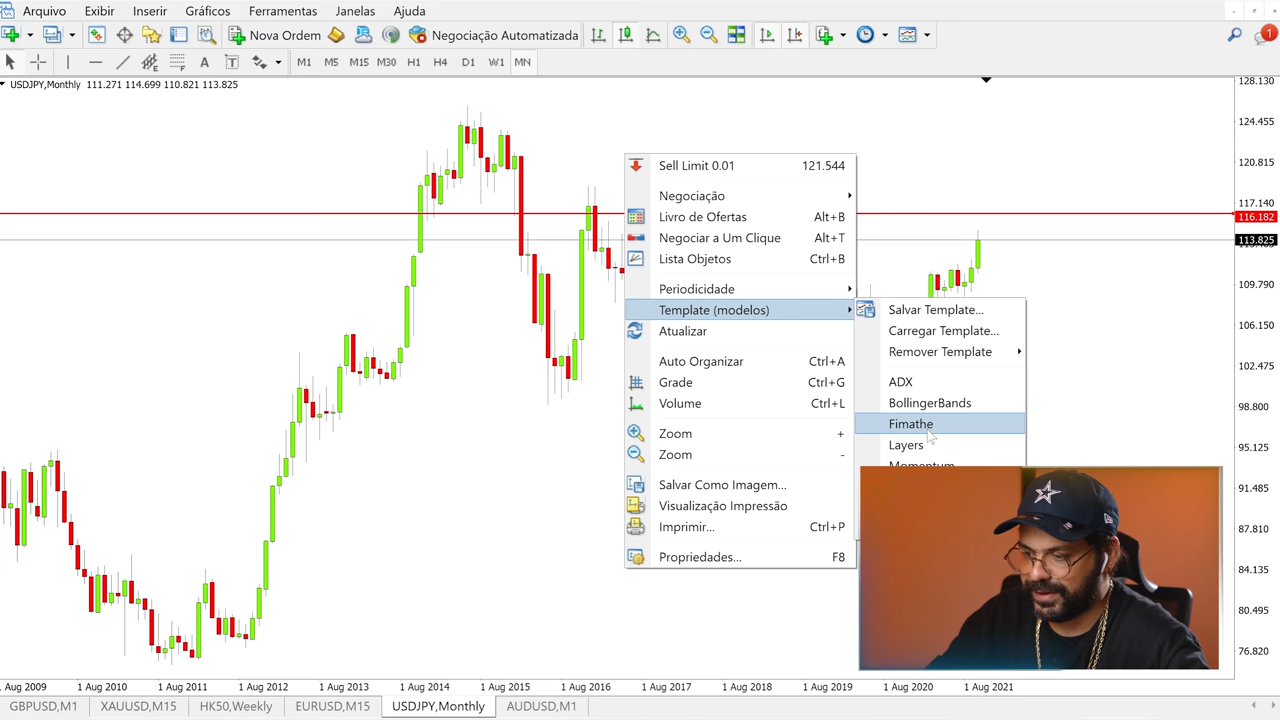 Arquivo Exibir Inserir Gráficos Ferramentas Janelas Ajuda
Nova Ordem Negociação Automatizada 1
A T M1 M5 M15 M30 H1 H4 D1 W1 MN
USDJPY,Monthly 111.271 114.699 110.821 113.825
128.130
124.455
120.815
117.140
116.182
113.825
109.790
106.150
102.475
98.800
95.125
91.485
87.810
84.135
80.495
76.820
Sell Limit 0.01 121.544
Negociação
Livro de Ofertas Alt+B
Negociar a Um Clique Alt+T
Lista Objetos Ctrl+B
Periodicidade
Template (modelos)
Atualizar
Auto Organizar Ctrl+A
Grade Ctrl+G
Volume Ctrl+L
Zoom +
Zoom -
Salvar Como Imagem...
Visualização Impressão
Imprimir... Ctrl+P
Propriedades... F8
Salvar Template...
Carregar Template...
Remover Template
ADX
BollingerBands
Fimathe
Layers
Momentum
1 Aug 2009 1 Aug 2010 1 Aug 2011 1 Aug 2012 1 Aug 2013 1 Aug 2014 1 Aug 2015 1 Aug 2016 1 Aug 2017 1 Aug 2018 1 Aug 2019 1 Aug 2020 1 Aug 2021
GBPUSD,M1 XAUUSD,M15 HK50,Weekly EURUSD,M15 USDJPY,Monthly AUDUSD,M1